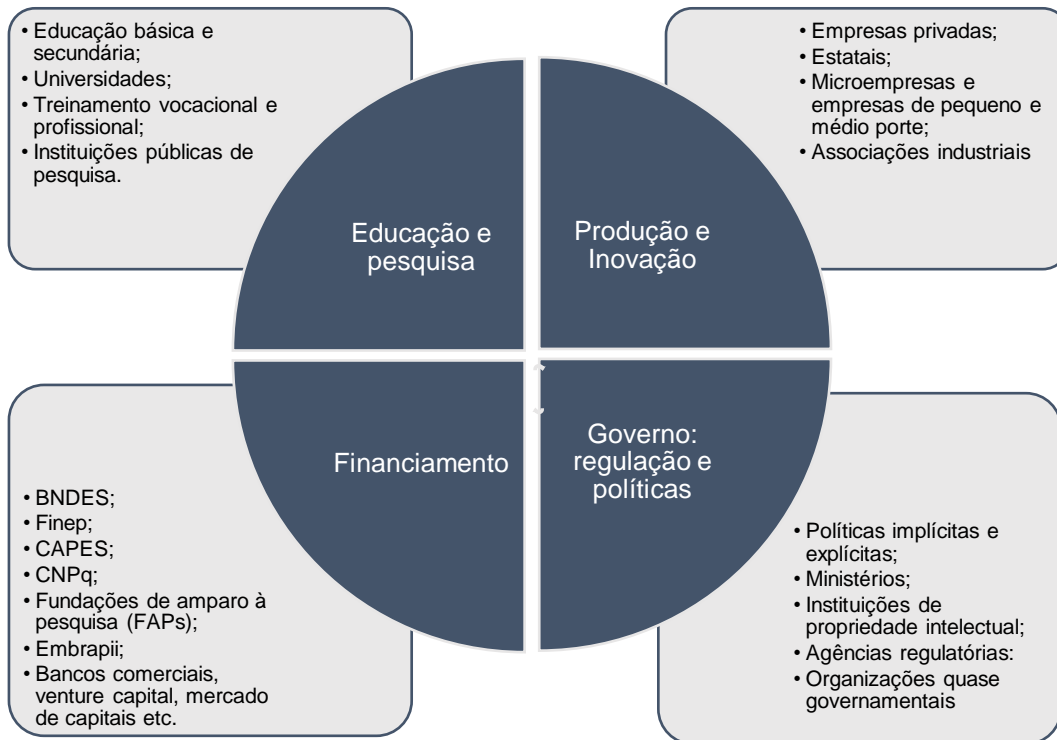 • Educação básica e
secundária;
• Universidades;
• Treinamento vocacional e
profissional;
• Instituições públicas de
pesquisa.
• Empresas privadas;
• Estatais;
• Microempresas e
empresas de pequeno e
médio porte;
• Associações industriais
Educação e
pesquisa
Produção e
Inovação
Financiamento
Governo:
regulação e
políticas
• BNDES;
• Finep;
• CAPES;
• CNPq;
• Fundações de amparo à
pesquisa (FAPs);
• Embrapii;
• Bancos comerciais,
venture capital, mercado
de capitais etc.
• Políticas implícitas e
explícitas;
• Ministérios;
• Instituições de
propriedade intelectual;
• Agências regulatórias:
• Organizações quase
governamentais